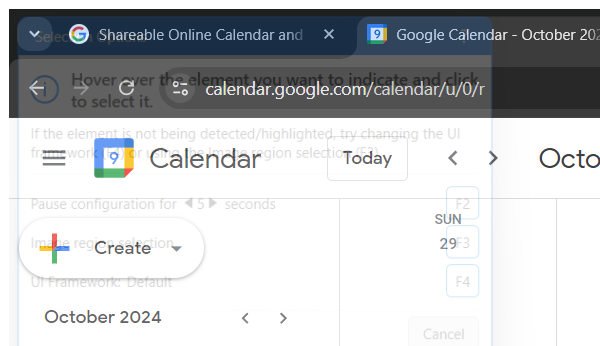 Shareable Online Calendar and
Google Calendar - October 202
Hover over the element you want to indicate and click
to select it.
calendar.google.com/calendar/u/0/r
If the element is not being detected/highlighted, try changing the UI
framework (F4) or using the Image region selection (F3).
9
Calendar
Today
Octo
Pause configuration for 5 seconds
F2
SUN
29
Image region selection
F3
Create
UI Framework: Default
F4
October 2024
Cancel